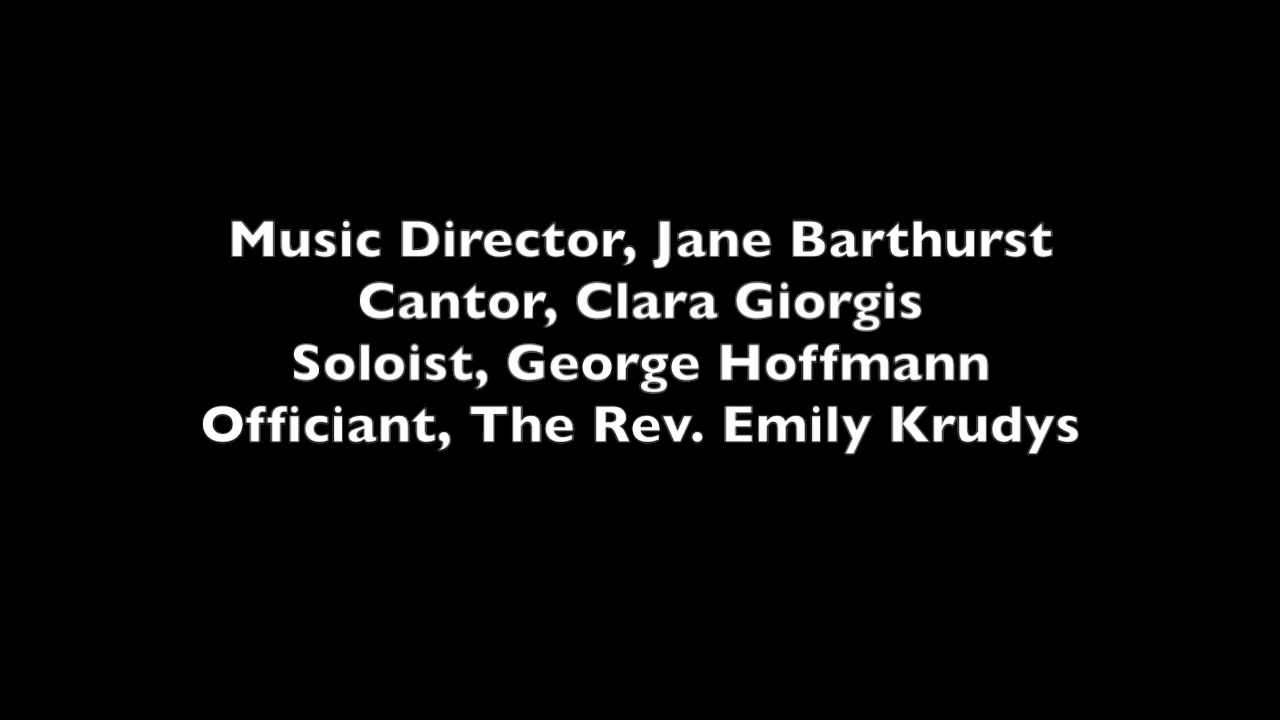 Music Director, Jane Barthurst
Cantor, Clara Giorgis
Soloist, George Hoffmann
Officiant, The Rev. Emily Krudys